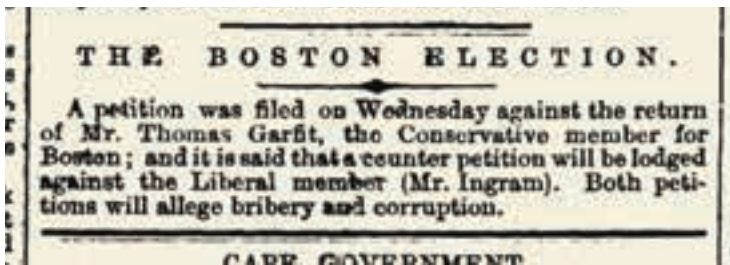 THE BOSTON ELECTION.
A petition was filed on Wednesday against the return
of Mr. Thomas Garfit, the Conservative member for
Boston; and it is said that a counter petition will be lodged
against the Liberal member (Mr. Ingram). Both peti-
tions will allege bribery and corruption.
CAPE GOVERNMENT